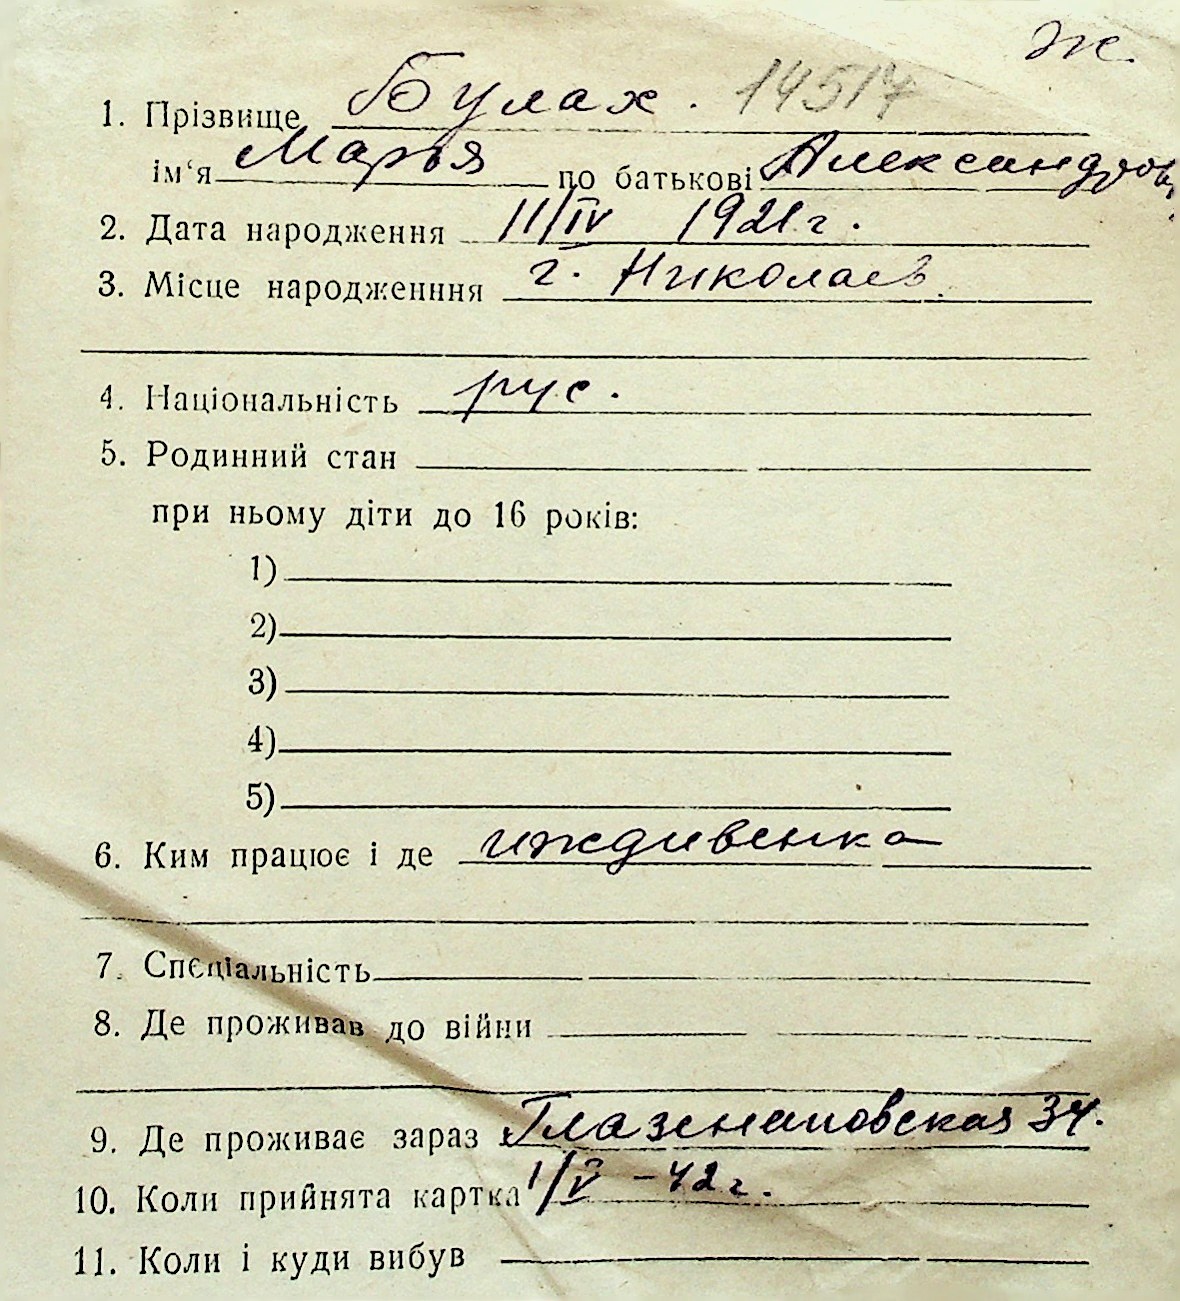 Ж.
1. Прізвище Булах. 14517
ім'я Марья по батькові Александров.
2. Дата народження 11/IV 1921 г.
3. Місце народженння г. Николаев.
4. Національність рус.
5. Родинний стан
при ньому діти до 16 років:
1)
2)
3)
4)
5)
6. Ким працює і де иждивенка
7. Спеціальність
8. Де проживав до війни
9. Де проживає зараз Глазенаповская 34.
10. Коли прийнята картка 1/V - 42 г.
11. Коли і куди вибув